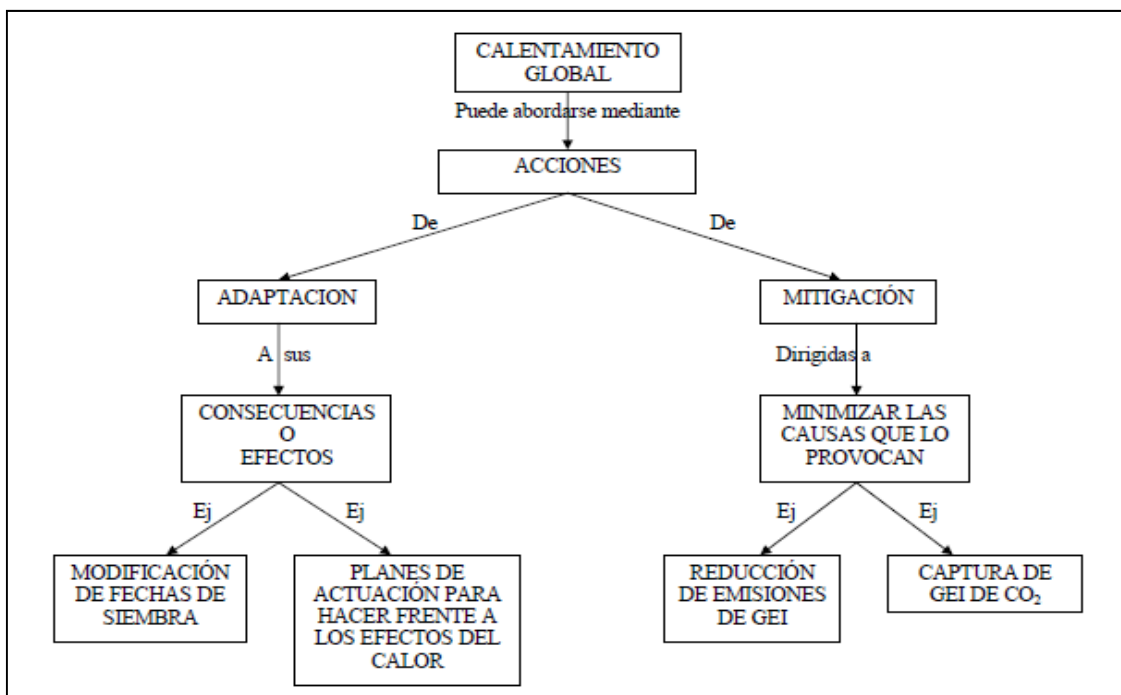 CALENTAMIENTO
GLOBAL
Puede abordarse mediante
ACCIONES
De
De
ADAPTACION
MITIGACIÓN
A sus
Dirigidas a
CONSECUENCIAS
O
EFECTOS
MINIMIZAR LAS
CAUSAS QUE LO
PROVOCAN
Ej
Ej
Ej
Ej
MODIFICACIÓN
DE FECHAS DE
SIEMBRA
PLANES DE
ACTUACIÓN PARA
HACER FRENTE A
LOS EFECTOS DEL
CALOR
REDUCCIÓN
DE EMISIONES
DE GEI
CAPTURA DE
GEI DE CO₂